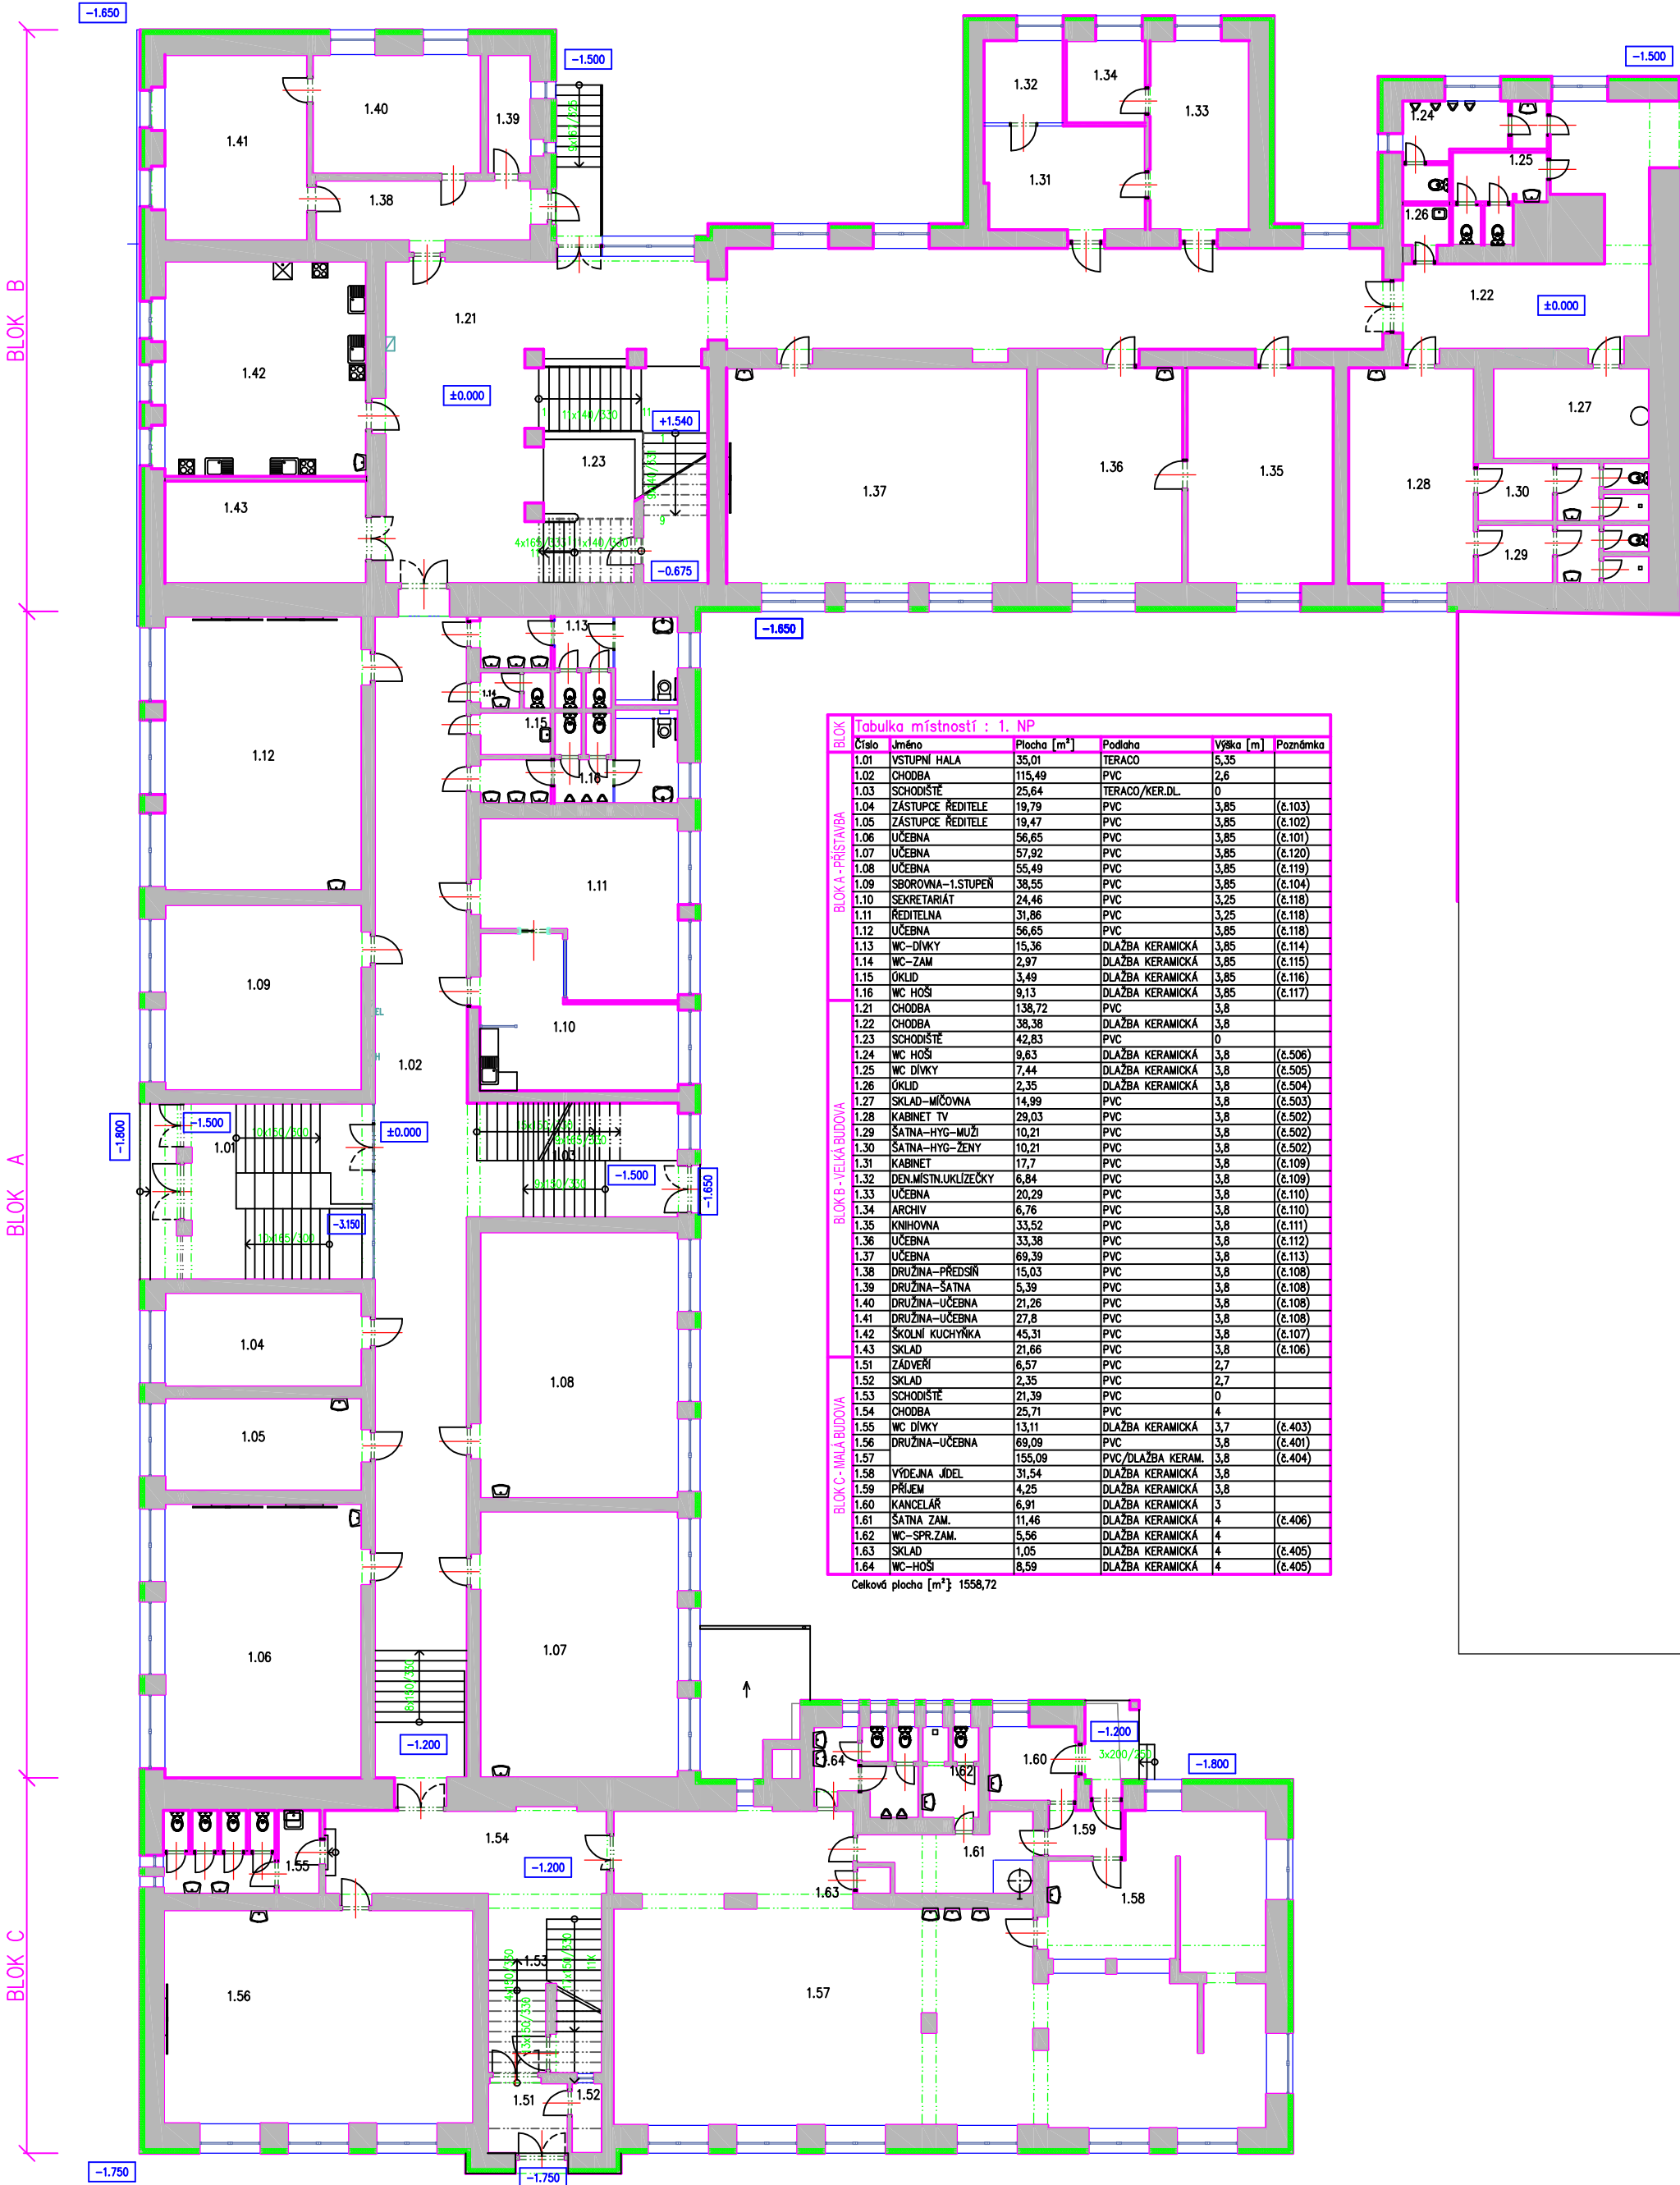 -1.650
-1.500
-1.500
1.41
1.40
1.39
9x167/325
1.38
1.32
1.34
1.33
1.31
1.24
1.25
1.26
1.22
±0.000
BLOK B
1.21
1.42
±0.000
1
11x140/330
11
+1.540
1
1.23
9
1.43
-0.675
1.37
1.36
1.35
1.28
1.27
1.30
1.29
-1.650
1.12
1.13
1.14
1.15
1.16
1.11
1.09
EL
H
1.10
1.02
BLOK A
-1.800
-1.500
1.01
10x150/300
±0.000
1.03
9x150/330
-1.500
-1.650
-3.150
10x165/300
1.04
1.05
1.08
1.06
1.07
8x150/330
-1.200
BLOK
Tabulka místností : 1. NP
Číslo Jméno Plocha [m²] Podlaha Výška [m] Poznámka
BLOK A - PŘÍSTAVBA
1.01 VSTUPNÍ HALA 35,01 TERACO 5,35
1.02 CHODBA 115,49 PVC 2,6
1.03 SCHODIŠTĚ 25,64 TERACO/KER.DL. 0
1.04 ZÁSTUPCE ŘEDITELE 19,79 PVC 3,85 (č.103)
1.05 ZÁSTUPCE ŘEDITELE 19,47 PVC 3,85 (č.102)
1.06 UČEBNA 56,65 PVC 3,85 (č.101)
1.07 UČEBNA 57,92 PVC 3,85 (č.120)
1.08 UČEBNA 55,49 PVC 3,85 (č.119)
1.09 SBOROVNA-1.STUPEŇ 38,55 PVC 3,85 (č.104)
1.10 SEKRETARIÁT 24,46 PVC 3,25 (č.118)
1.11 ŘEDITELNA 31,86 PVC 3,25 (č.118)
1.12 UČEBNA 56,65 PVC 3,85 (č.118)
1.13 WC-DÍVKY 15,36 DLAŽBA KERAMICKÁ 3,85 (č.114)
1.14 WC-ZAM 2,97 DLAŽBA KERAMICKÁ 3,85 (č.115)
1.15 ÚKLID 3,49 DLAŽBA KERAMICKÁ 3,85 (č.116)
1.16 WC HOŠI 9,13 DLAŽBA KERAMICKÁ 3,85 (č.117)
BLOK B - VELKÁ BUDOVA
1.21 CHODBA 138,72 PVC 3,8
1.22 CHODBA 38,38 DLAŽBA KERAMICKÁ 3,8
1.23 SCHODIŠTĚ 42,83 PVC 0
1.24 WC HOŠI 9,63 DLAŽBA KERAMICKÁ 3,8 (č.506)
1.25 WC DÍVKY 7,44 DLAŽBA KERAMICKÁ 3,8 (č.505)
1.26 ÚKLID 2,35 DLAŽBA KERAMICKÁ 3,8 (č.504)
1.27 SKLAD-MÍČOVNA 14,99 PVC 3,8 (č.503)
1.28 KABINET TV 29,03 PVC 3,8 (č.502)
1.29 ŠATNA-HYG-MUŽI 10,21 PVC 3,8 (č.502)
1.30 ŠATNA-HYG-ŽENY 10,21 PVC 3,8 (č.502)
1.31 KABINET 17,7 PVC 3,8 (č.109)
1.32 DEN.MÍSTN.UKLÍZEČKY 6,84 PVC 3,8 (č.109)
1.33 UČEBNA 20,29 PVC 3,8 (č.110)
1.34 ARCHIV 6,76 PVC 3,8 (č.110)
1.35 KNIHOVNA 33,52 PVC 3,8 (č.111)
1.36 UČEBNA 33,38 PVC 3,8 (č.112)
1.37 UČEBNA 69,39 PVC 3,8 (č.113)
1.38 DRUŽINA-PŘEDSÍŇ 15,03 PVC 3,8 (č.108)
1.39 DRUŽINA-ŠATNA 5,39 PVC 3,8 (č.108)
1.40 DRUŽINA-UČEBNA 21,26 PVC 3,8 (č.108)
1.41 DRUŽINA-UČEBNA 27,8 PVC 3,8 (č.108)
1.42 ŠKOLNÍ KUCHYŇKA 45,31 PVC 3,8 (č.107)
1.43 SKLAD 21,66 PVC 3,8 (č.106)
BLOK C - MALÁ BUDOVA
1.51 ZÁDVEŘÍ 6,57 PVC 2,7
1.52 SKLAD 2,35 PVC 2,7
1.53 SCHODIŠTĚ 21,39 PVC 0
1.54 CHODBA 25,71 PVC 4
1.55 WC DÍVKY 13,11 DLAŽBA KERAMICKÁ 3,7 (č.403)
1.56 DRUŽINA-UČEBNA 69,09 PVC 3,8 (č.401)
1.57 155,09 PVC/DLAŽBA KERAM. 3,8 (č.404)
1.58 VÝDEJNA JÍDEL 31,54 DLAŽBA KERAMICKÁ 3,8
1.59 PŘÍJEM 4,25 DLAŽBA KERAMICKÁ 3,8
1.60 KANCELÁŘ 6,91 DLAŽBA KERAMICKÁ 3
1.61 ŠATNA ZAM. 11,46 DLAŽBA KERAMICKÁ 4 (č.406)
1.62 WC-SPR.ZAM. 5,56 DLAŽBA KERAMICKÁ 4
1.63 SKLAD 1,05 DLAŽBA KERAMICKÁ 4 (č.405)
1.64 WC-HOŠI 8,59 DLAŽBA KERAMICKÁ 4 (č.405)
Celková plocha [m²]: 1558,72
1.64
1.62
1.60
-1.200
3x200/250
-1.800
1.59
1.61
1.63
1.58
1.54
1.55
-1.200
BLOK C
1.53
4x150/330
3x150/330
11X
1.56
1.57
1.51
1.52
-1.750
-1.750